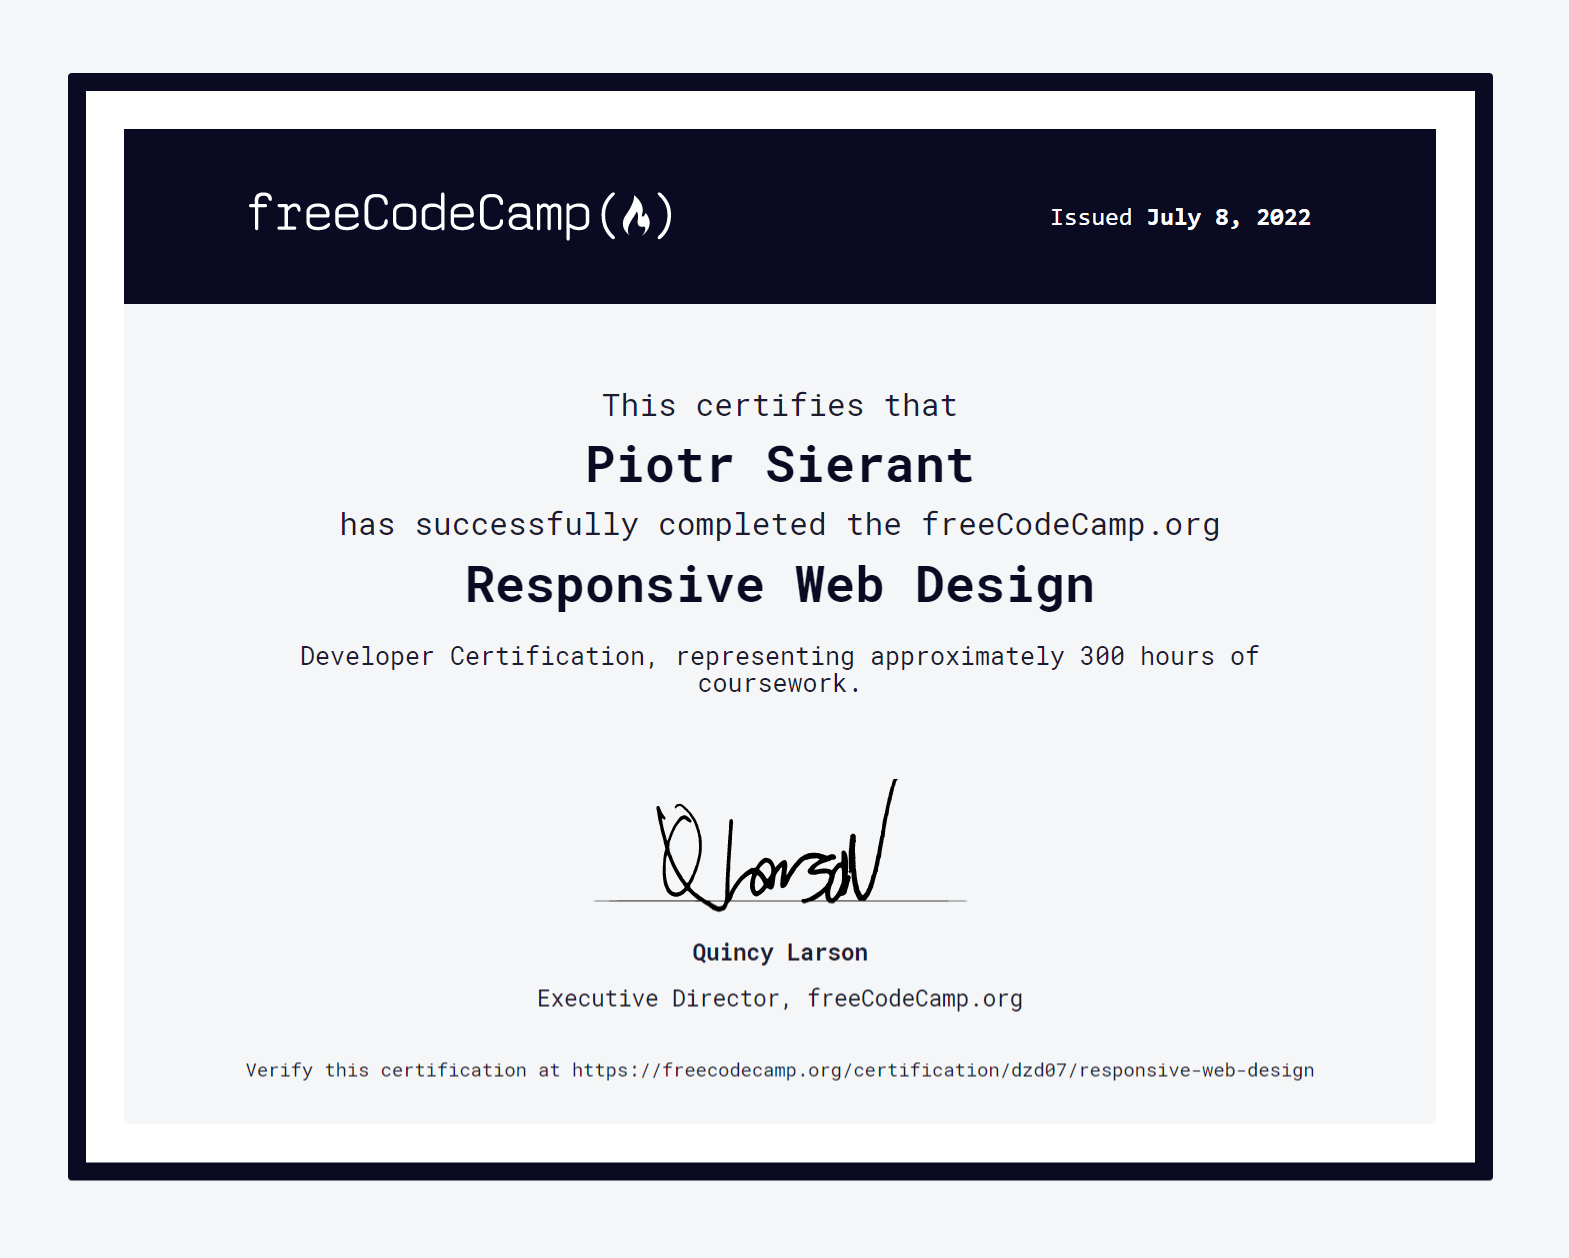 freeCodeCamp
Issued July 8, 2022
This certifies that
Piotr Sierant
has successfully completed the freeCodeCamp.org
Responsive Web Design
Developer Certification, representing approximately 300 hours of
coursework.
Q Larson
Quincy Larson
Executive Director, freeCodeCamp.org
Verify this certification at https://freecodecamp.org/certification/dzd07/responsive-web-design